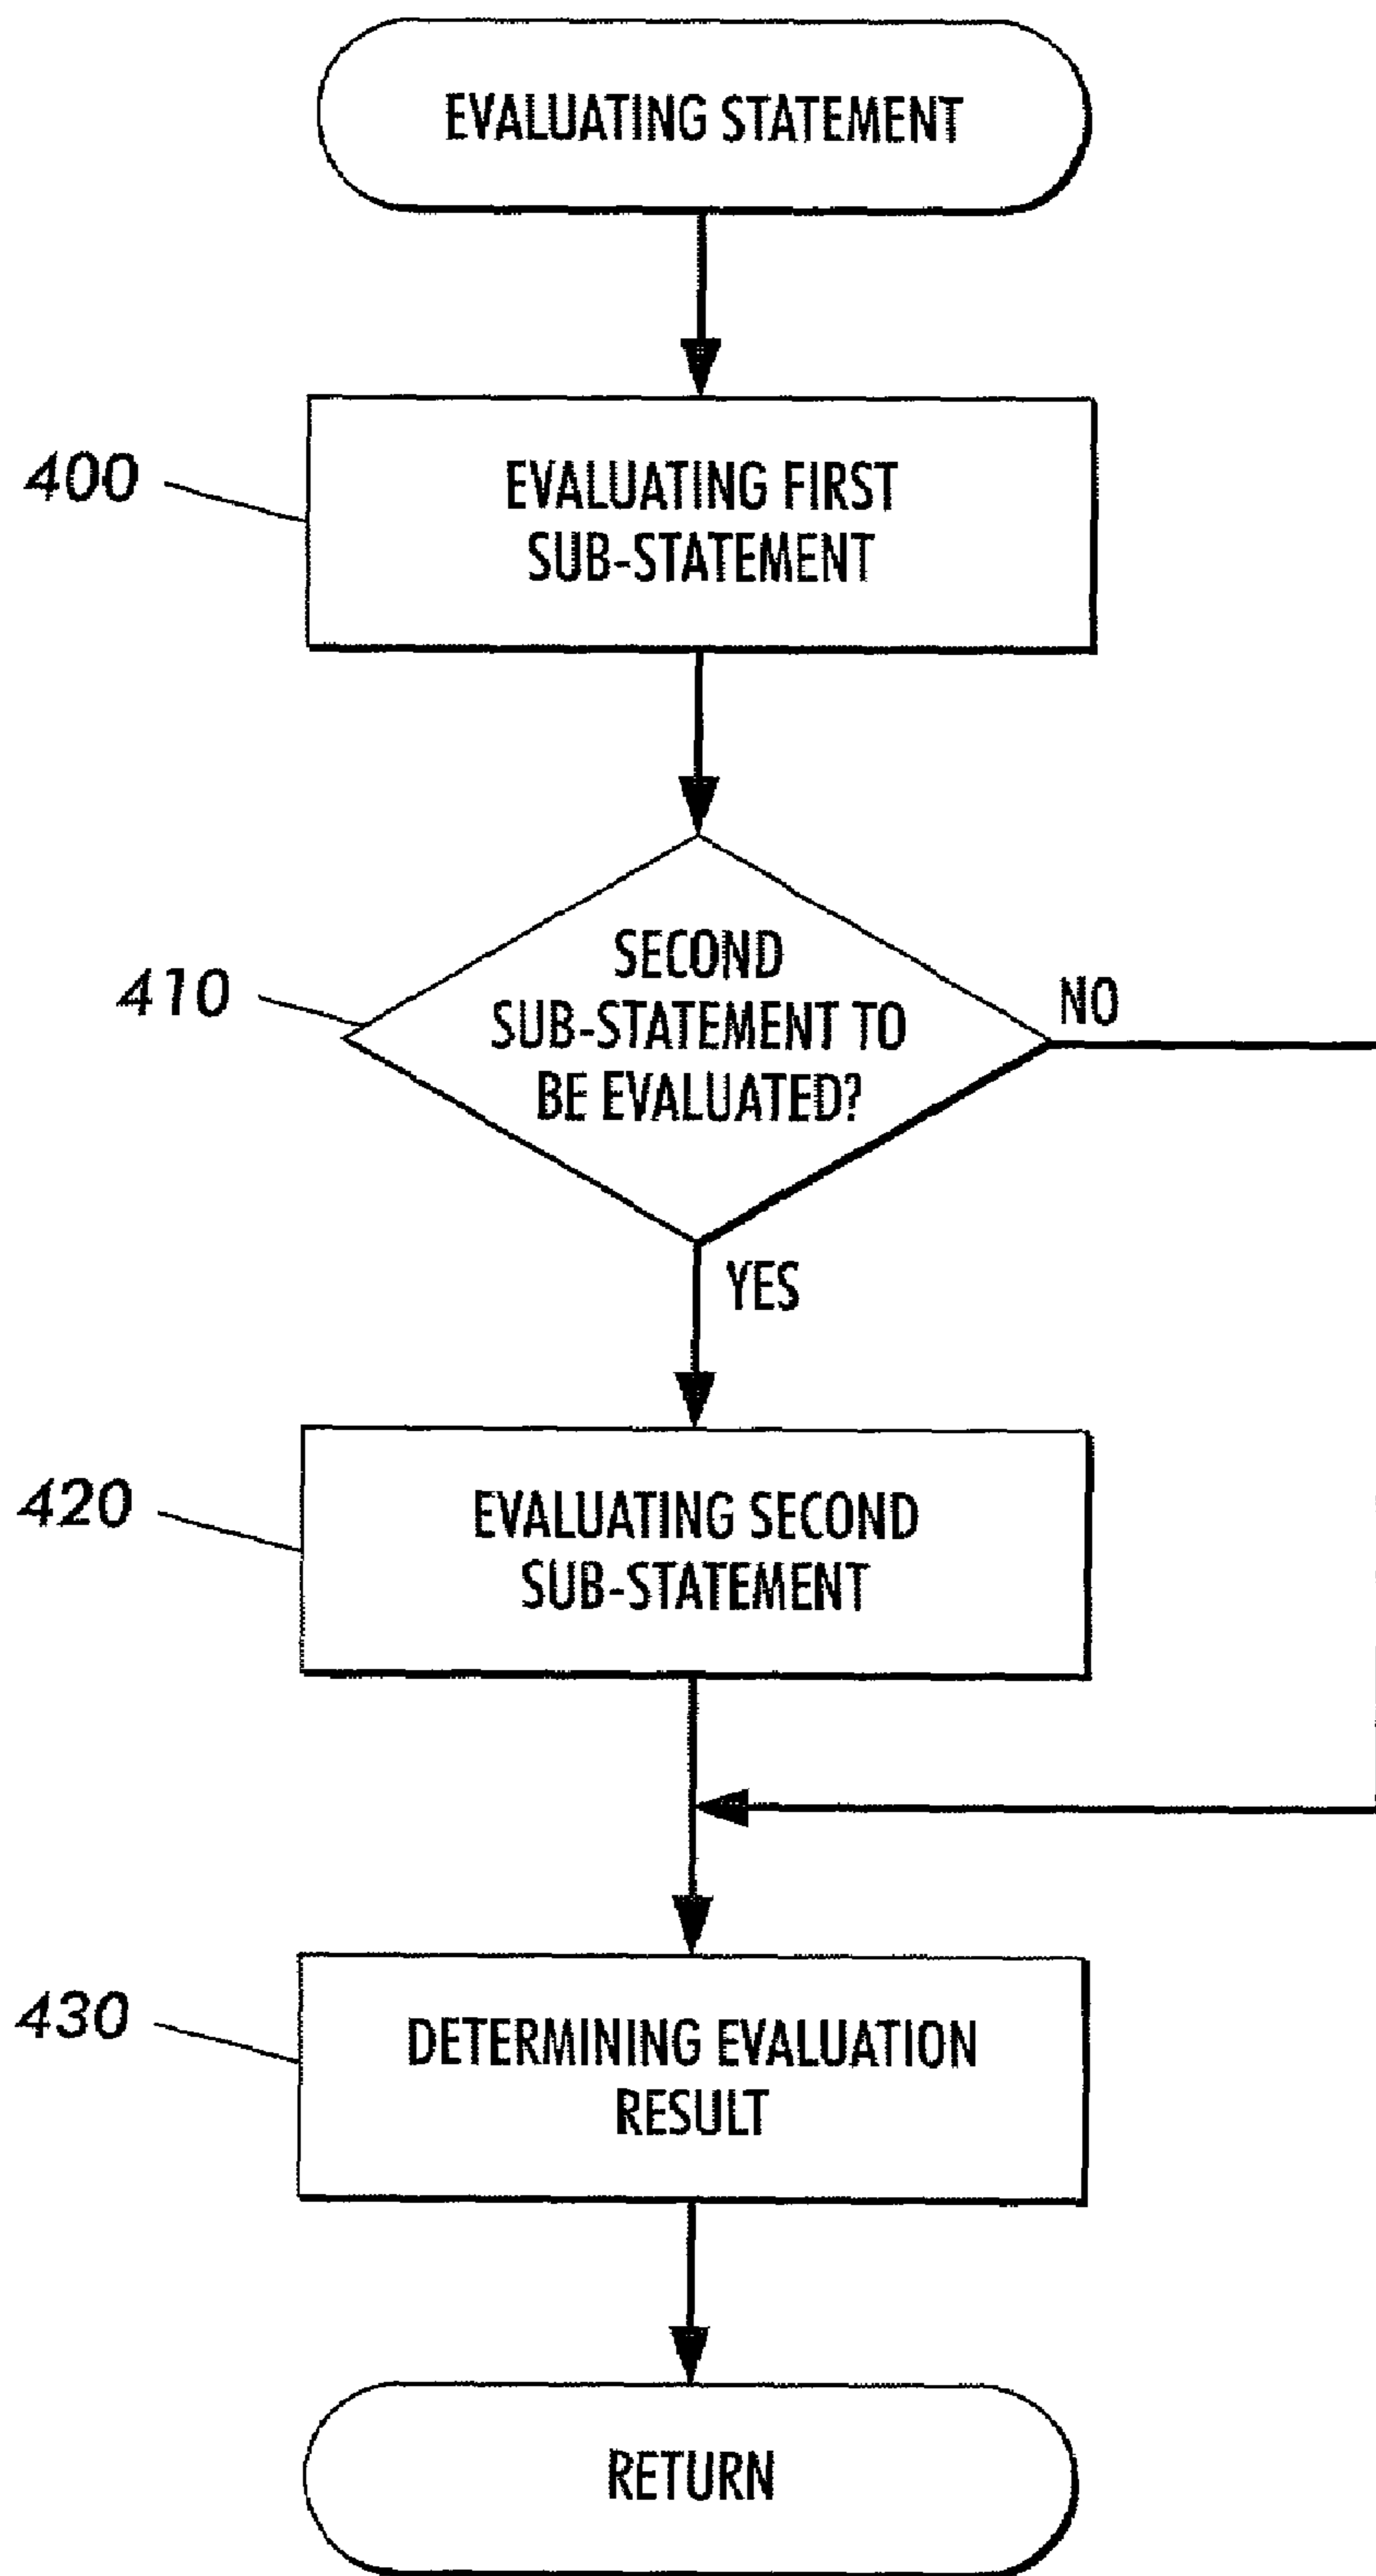 EVALUATING STATEMENT
400
EVALUATING FIRST
SUB-STATEMENT
410
SECOND
SUB-STATEMENT TO
BE EVALUATED?
NO
YES
420
EVALUATING SECOND
SUB-STATEMENT
430
DETERMINING EVALUATION
RESULT
RETURN